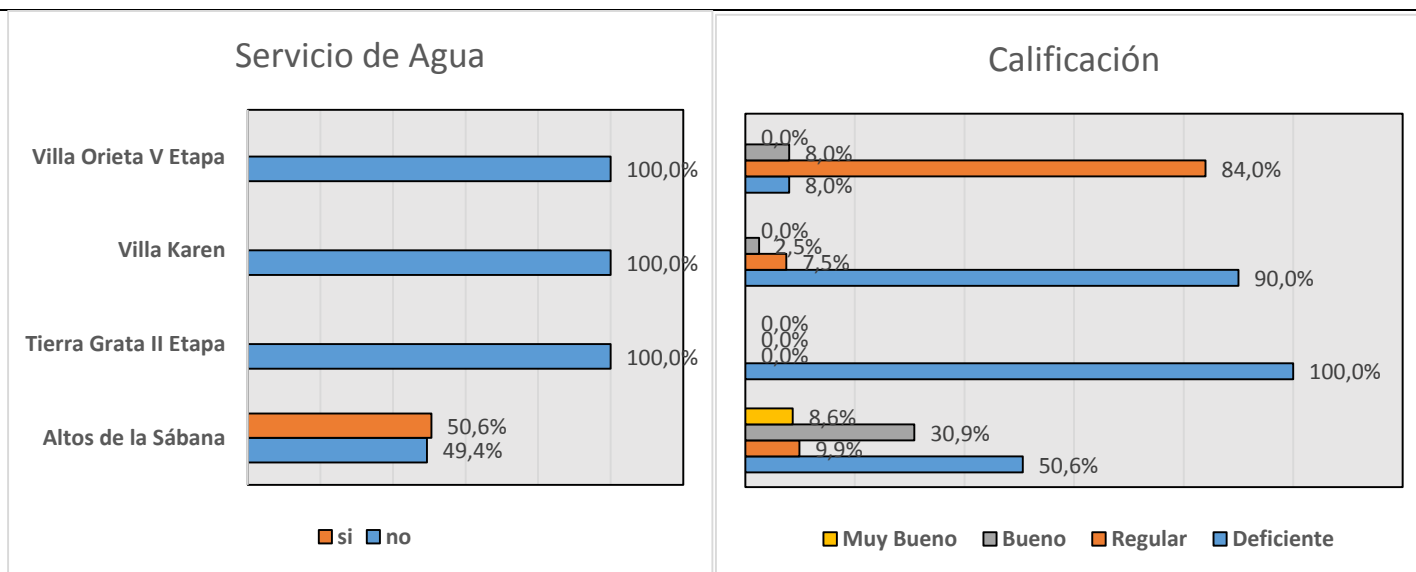 Servicio de Agua
Villa Orieta V Etapa
100,0%
Villa Karen
100,0%
Tierra Grata II Etapa
100,0%
Altos de la Sábana
50,6%
49,4%
si no
Calificación
0,0%
8,0%
84,0%
8,0%
0,0%
2,5%
7,5%
90,0%
0,0%
0,0%
0,0%
100,0%
8,6%
30,9%
9,9%
50,6%
Muy Bueno Bueno Regular Deficiente